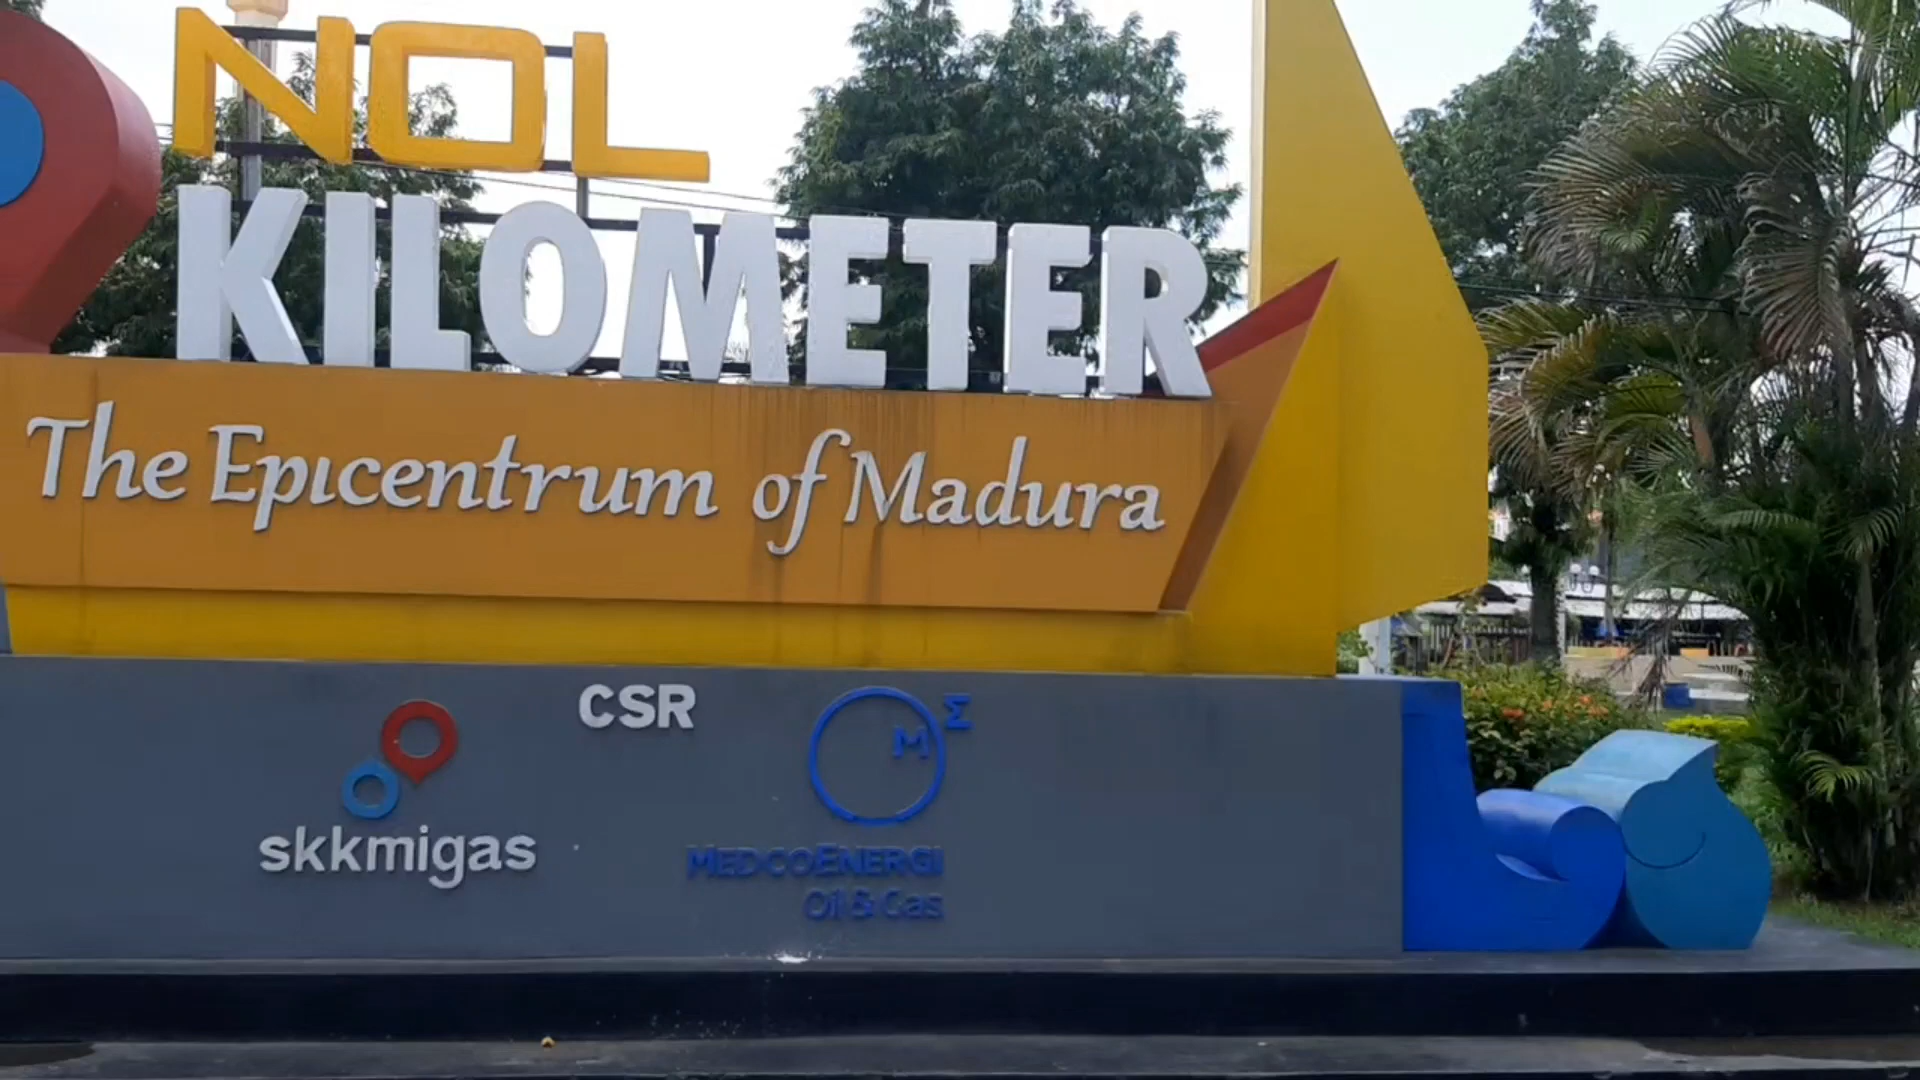 NOL
KILOMETER
The Epicentrum of Madura
CSR
skkmigas
M
M
MEDCOENERGI
Oil & Gas